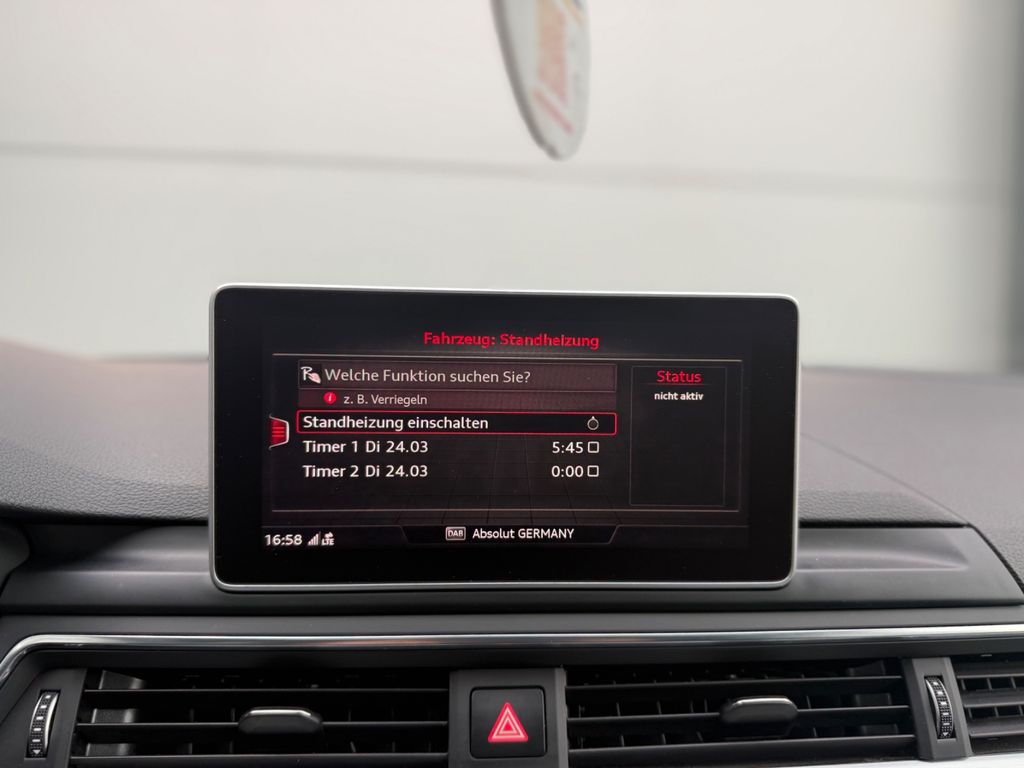 Fahrzeug: Standheizung
Welche Funktion suchen Sie?
z. B. Verriegeln
Standheizung einschalten
Timer 1 Di 24.03 5:45
Timer 2 Di 24.03 0:00
Status
nicht aktiv
16:58 LTE
DAB Absolut GERMANY